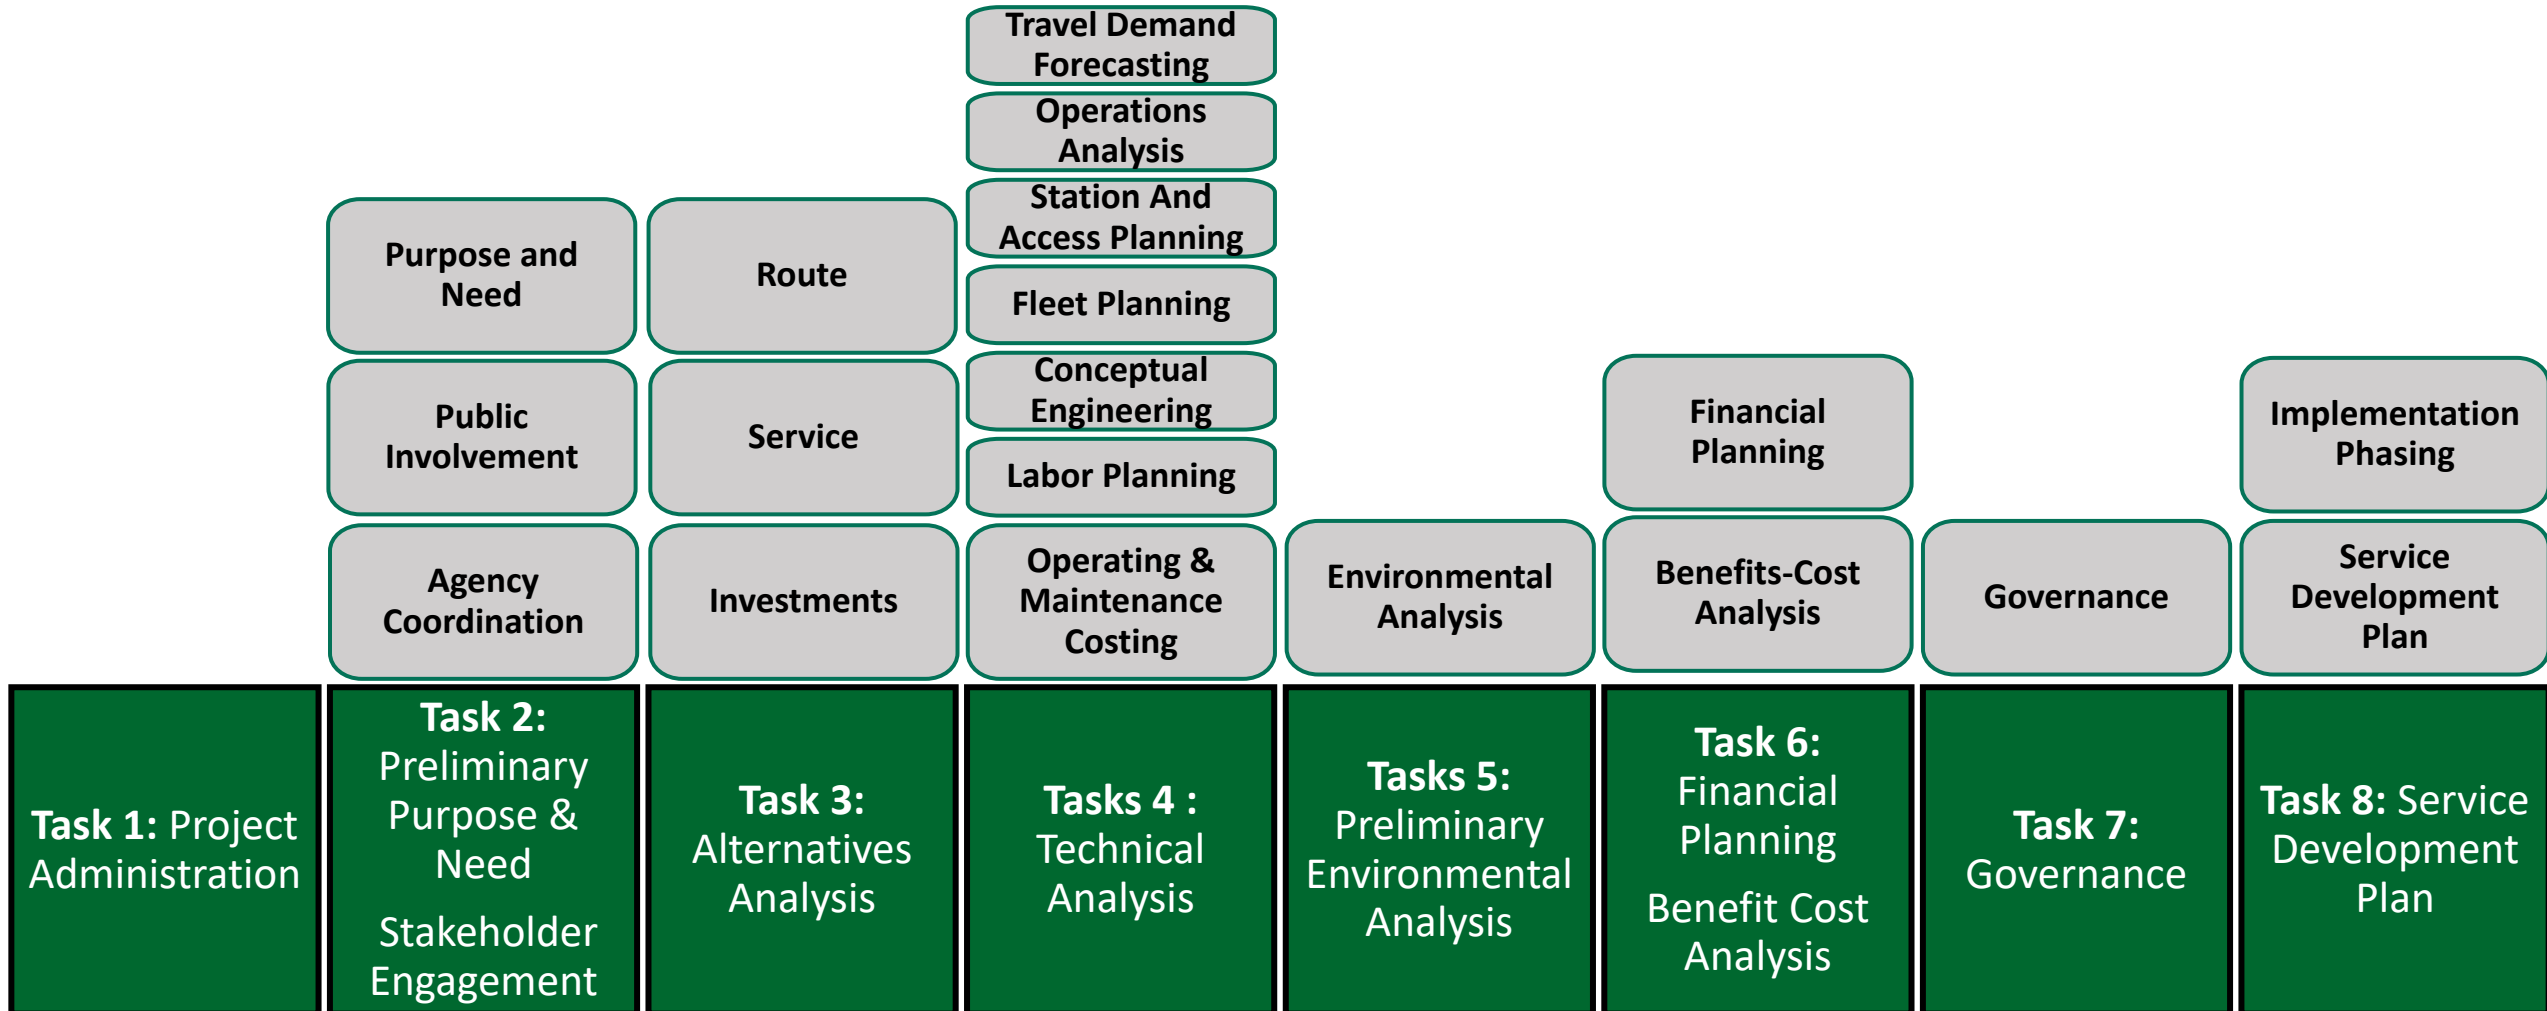 Travel Demand
Forecasting
Operations
Analysis
Station And
Access Planning
Fleet Planning
Conceptual
Engineering
Labor Planning
Operating &
Maintenance
Costing
Purpose and
Need
Public
Involvement
Agency
Coordination
Route
Service
Investments
Environmental
Analysis
Financial
Planning
Benefits-Cost
Analysis
Governance
Implementation
Phasing
Service
Development
Plan
Task 1: Project
Administration
Task 2:
Preliminary
Purpose &
Need
Stakeholder
Engagement
Task 3:
Alternatives
Analysis
Tasks 4 :
Technical
Analysis
Tasks 5:
Preliminary
Environmental
Analysis
Task 6:
Financial
Planning
Benefit Cost
Analysis
Task 7:
Governance
Task 8: Service
Development
Plan